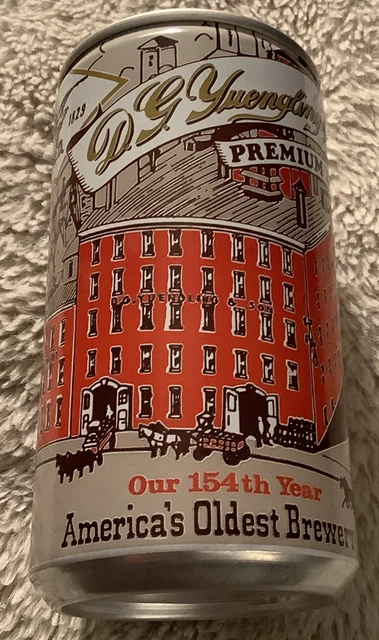 1829
D.G. Yuengling
PREMIUM
D.G. YUENGLING & SON
Our 154th Year
America's Oldest Brewery